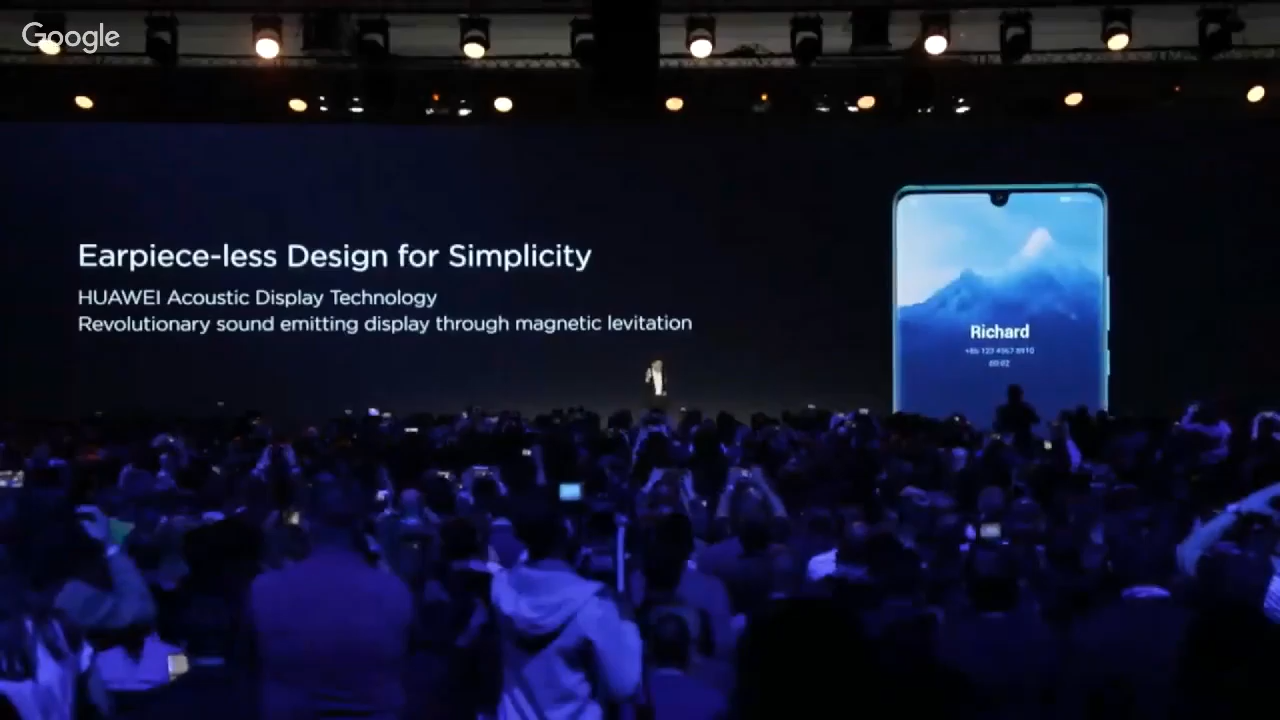 Google
Earpiece-less Design for Simplicity
HUAWEI Acoustic Display Technology
Revolutionary sound emitting display through magnetic levitation
Richard